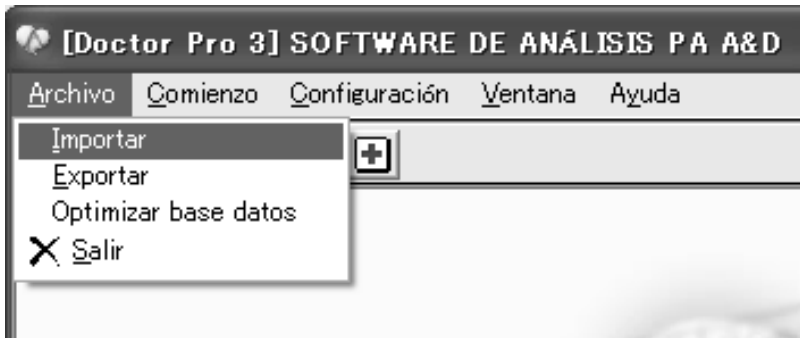 [Doctor Pro 3] SOFTWARE DE ANÁLISIS PA A&D
Archivo Comienzo Configuración Ventana Ayuda
Importar
Exportar
Optimizar base datos
Salir